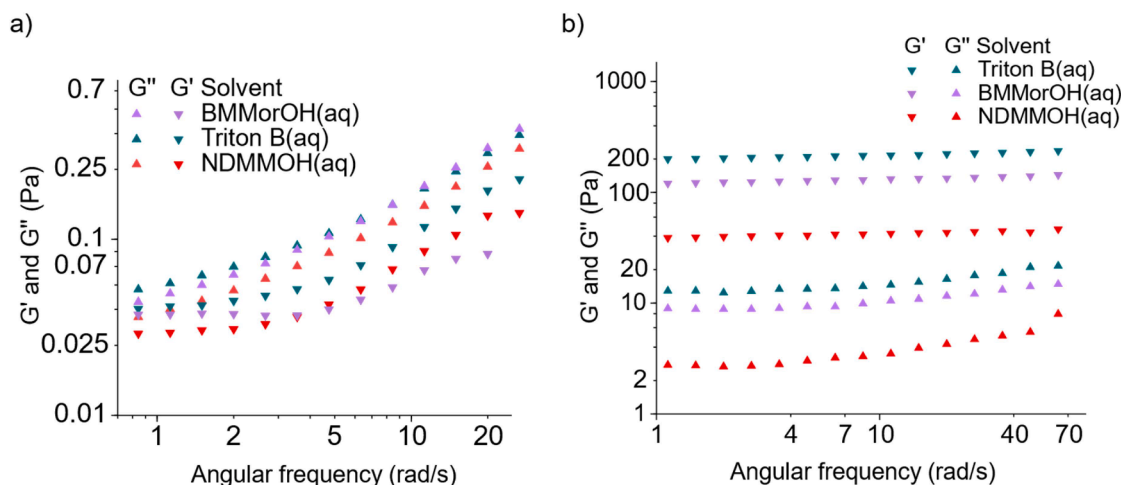 a)
G" G' Solvent
BMMorOH(aq)
Triton B(aq)
NDMMOH(aq)
0.7
0.25
0.1
0.07
0.025
0.01
G' and G" (Pa)
1 2 5 10 20
Angular frequency (rad/s)
b)
G' G" Solvent
Triton B(aq)
BMMorOH(aq)
NDMMOH(aq)
1000
200
100
20
10
2
1
G' and G" (Pa)
1 4 7 10 40 70
Angular frequency (rad/s)